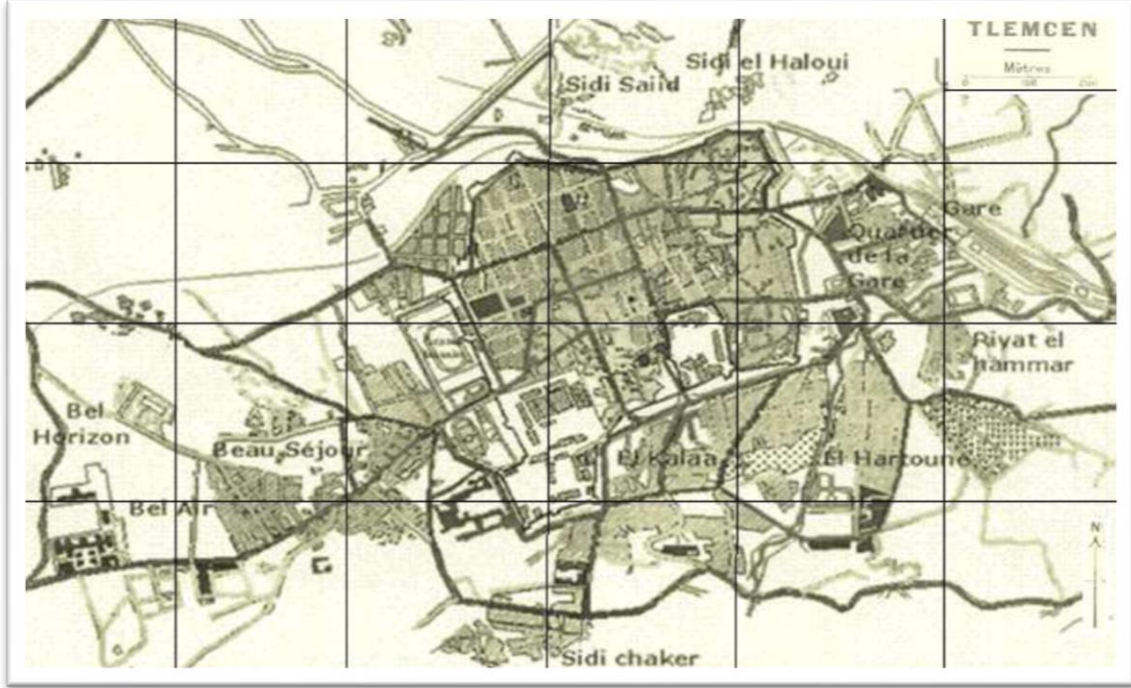 TLEMCEN
Mètres
Sidi el Haloui
Sidi Saiid
Gare
Quartier
de la
Gare
Riyat el
hammar
Bel
Horizon
Beau Séjour
El Kalaa
El Hartoune
Bel Air
N
Sidi chaker